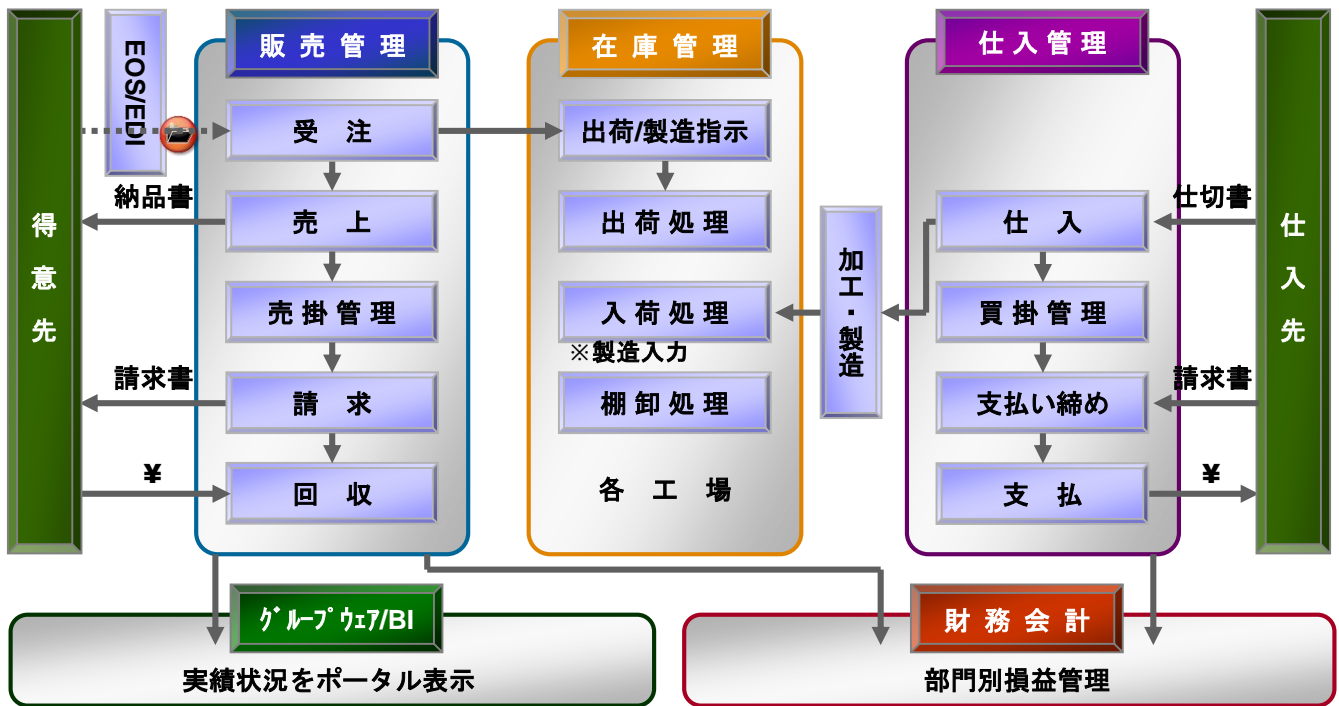 得意先
EOS/EDI
納品書
請求書
¥
販売管理
受注
売上
売掛管理
請求
回収
在庫管理
出荷/製造指示
出荷処理
入荷処理
※製造入力
棚卸処理
各工場
加工・製造
仕入管理
仕入
買掛管理
支払い締め
支払
仕切書
請求書
¥
仕入先
ｸﾞﾙｰﾌﾟｳｪｱ/BI
実績状況をポータル表示
財務会計
部門別損益管理